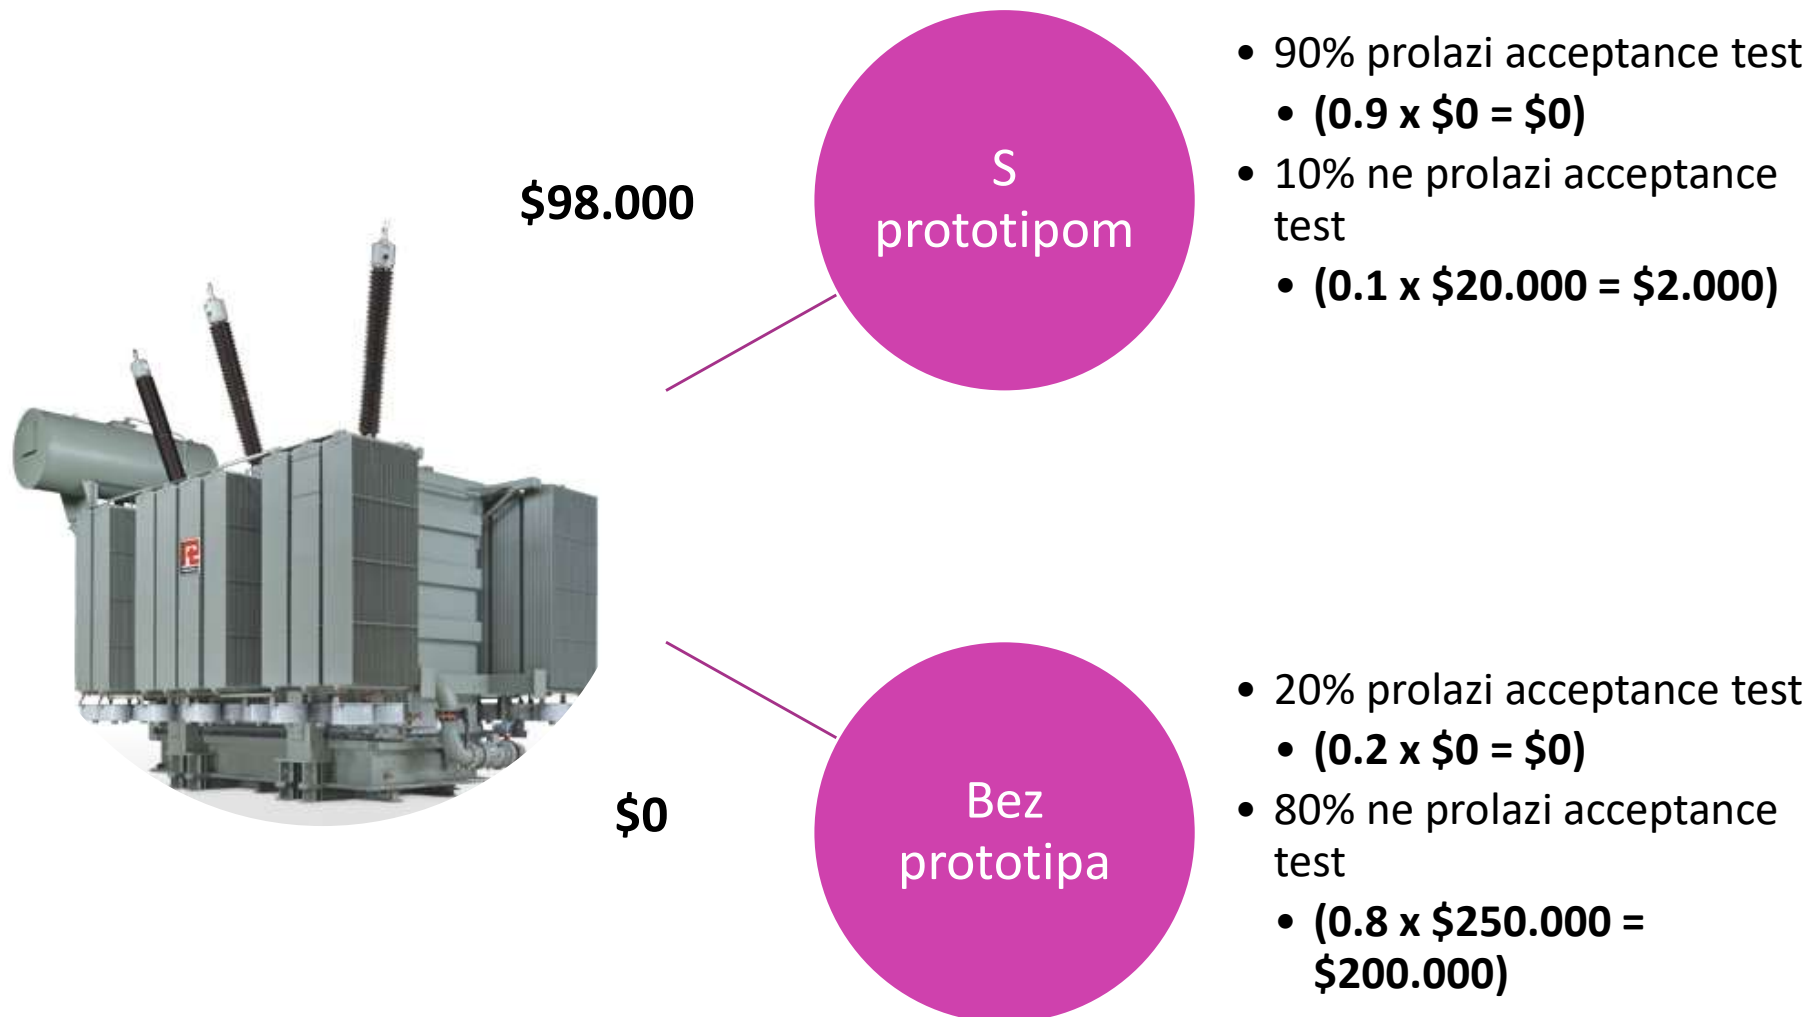 $98.000
S
prototipom
• 90% prolazi acceptance test
• (0.9 x $0 = $0)
• 10% ne prolazi acceptance
test
• (0.1 x $20.000 = $2.000)
$0
Bez
prototipa
• 20% prolazi acceptance test
• (0.2 x $0 = $0)
• 80% ne prolazi acceptance
test
• (0.8 x $250.000 =
$200.000)